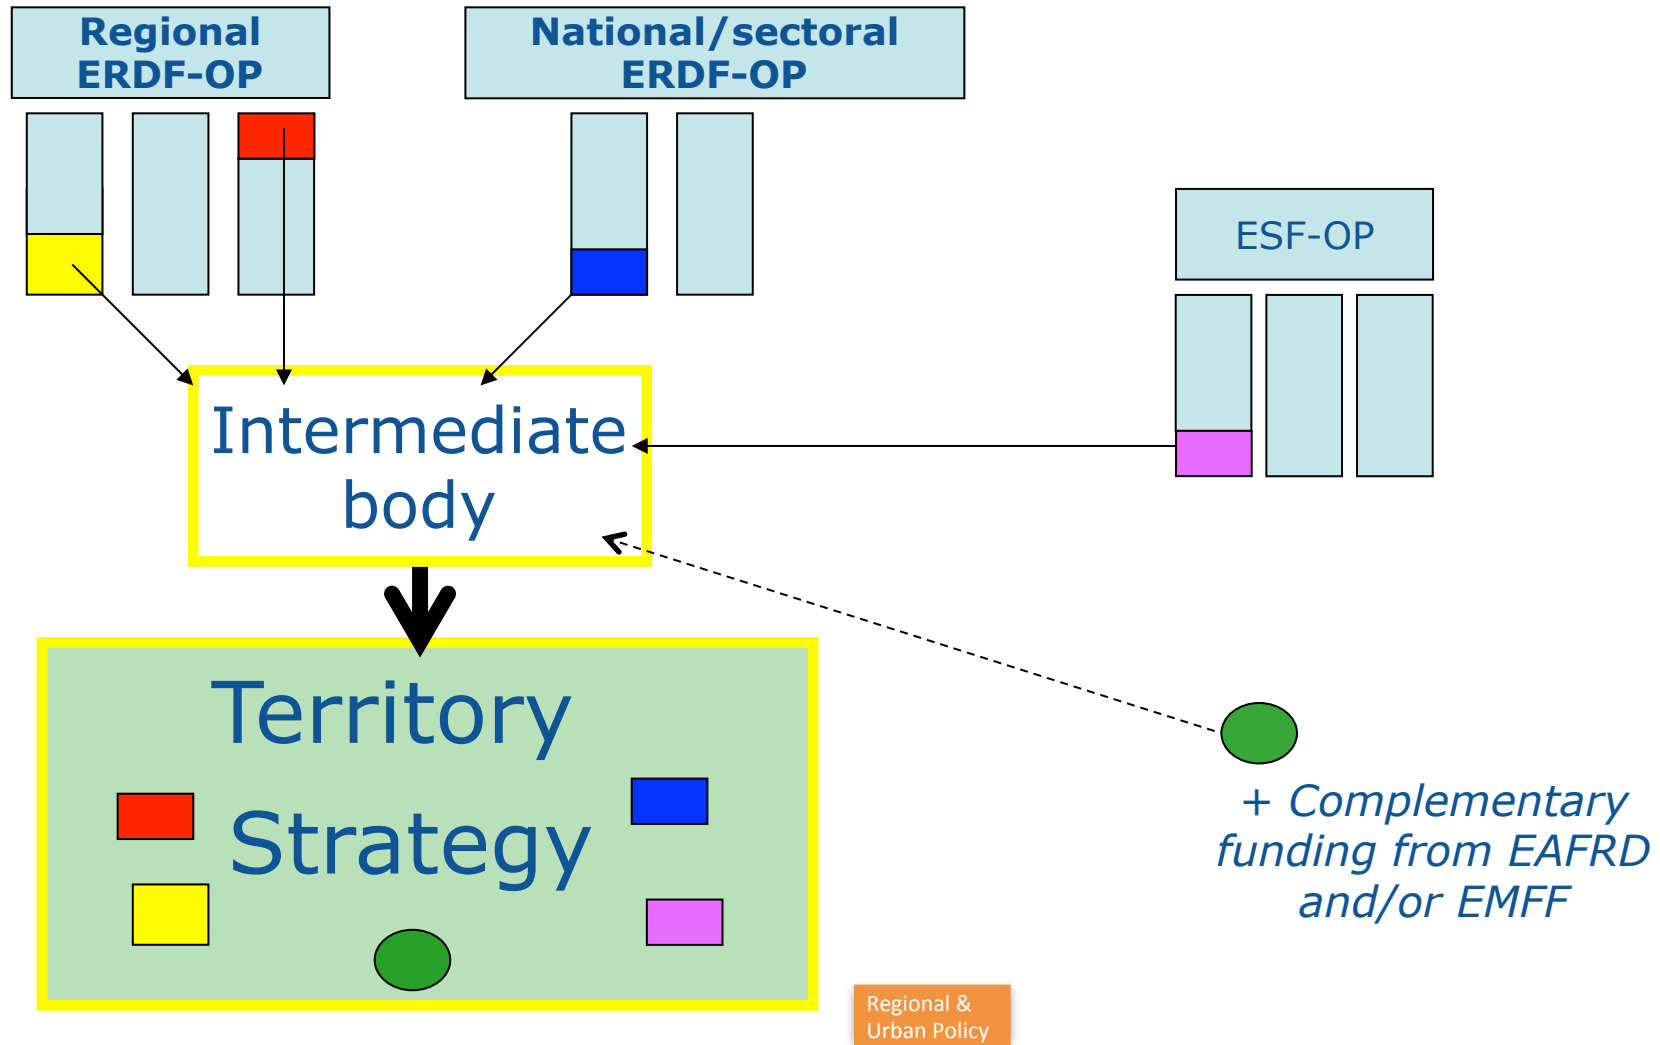 Regional
ERDF-OP
National/sectoral
ERDF-OP
ESF-OP
Intermediate
body
Territory
Strategy
+ Complementary
funding from EAFRD
and/or EMFF
Regional &
Urban Policy